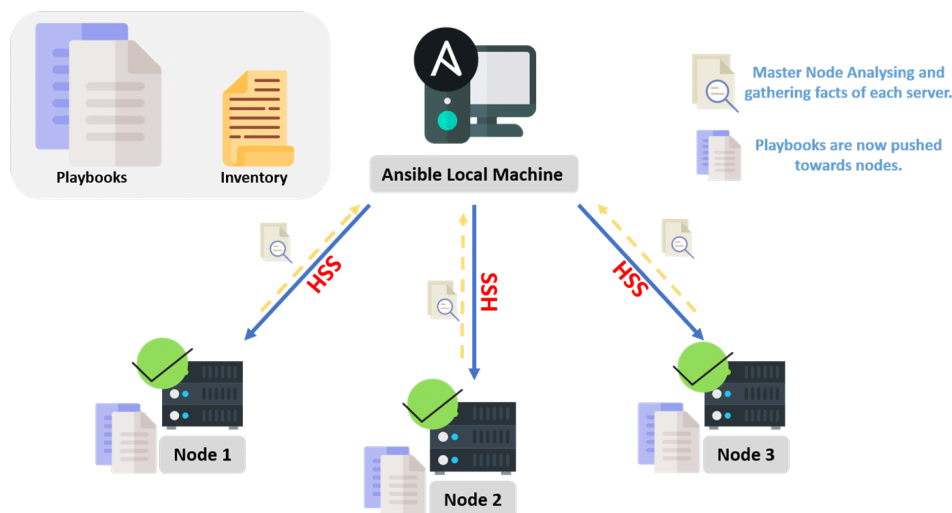 Master Node Analysing and
gathering facts of each server.
Playbooks are now pushed
towards nodes.
Playbooks
Inventory
Ansible Local Machine
SSH
SSH
SSH
Node 1
Node 2
Node 3